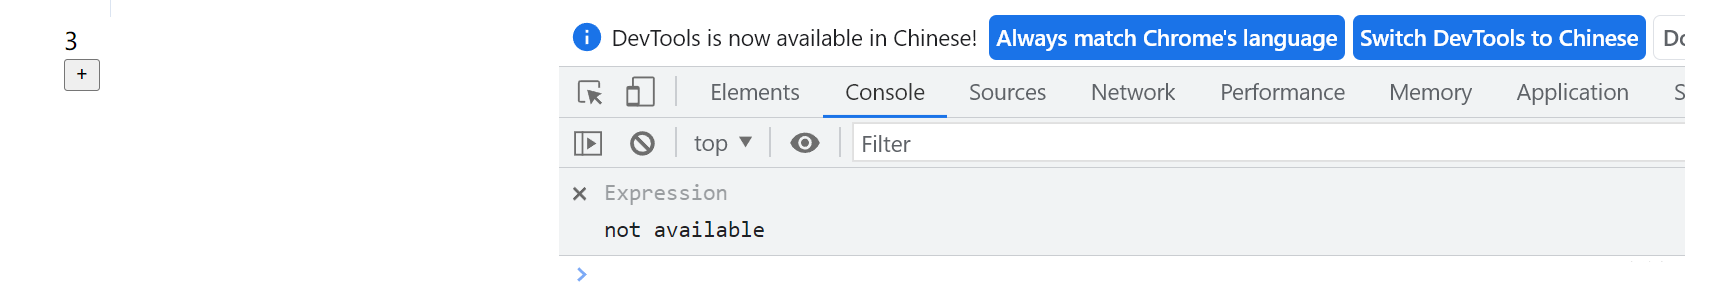 3
+
DevTools is now available in Chinese! Always match Chrome's language Switch DevTools to Chinese
Elements Console Sources Network Performance Memory Application S
top Filter
Expression
not available